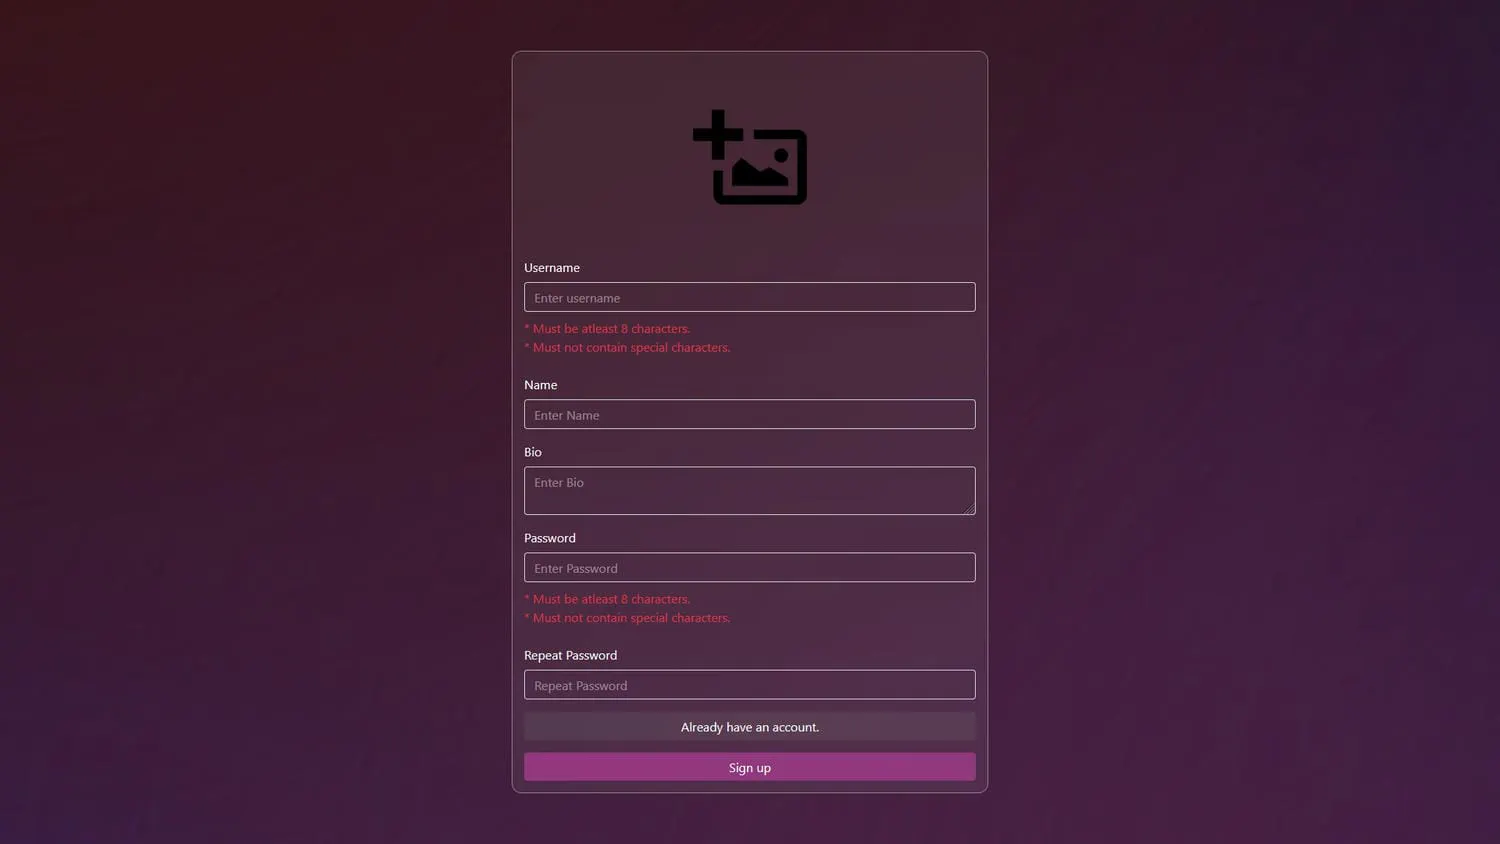 Username
Enter username
* Must be atleast 8 characters.
* Must not contain special characters.
Name
Enter Name
Bio
Enter Bio
Password
Enter Password
* Must be atleast 8 characters.
* Must not contain special characters.
Repeat Password
Repeat Password
Already have an account.
Sign up